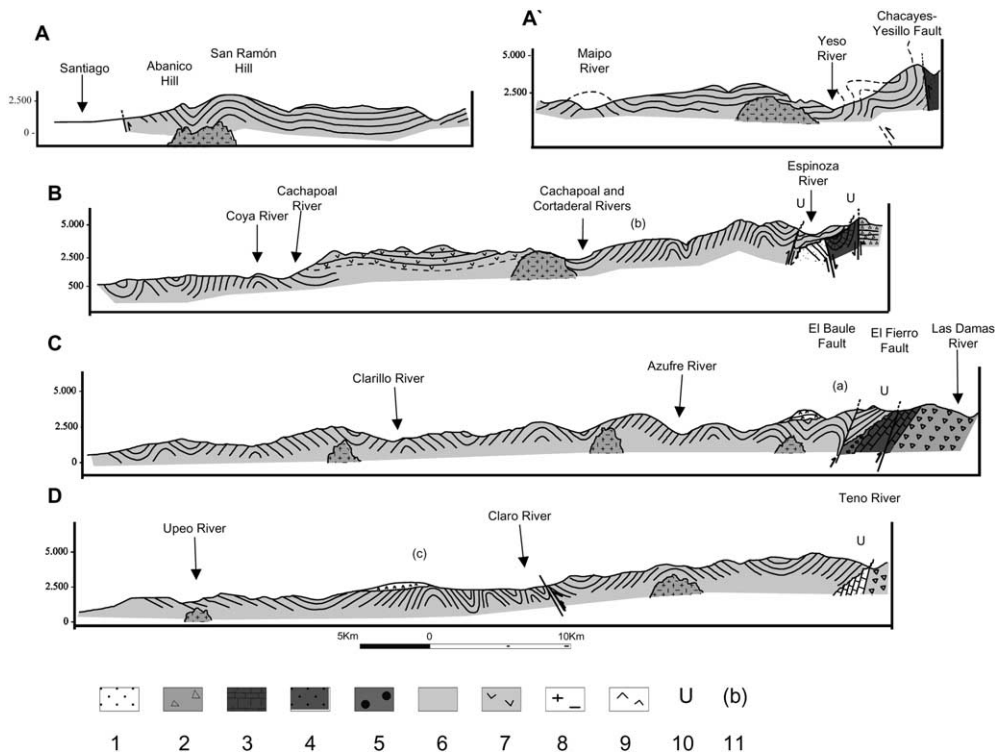 A
Santiago
Abanico
Hill
San Ramón
Hill
2.500
0
A`
Maipo
River
Yeso
River
Chacayes-
Yesillo Fault
5.000
2.500
B
Coya River
Cachapoal
River
Cachapoal and
Cortaderal Rivers
(b)
Espinoza
River
U
U
5.000
2.500
500
C
Clarillo River
Azufre River
El Baule
Fault
El Fierro
Fault
Las Damas
River
(a)
U
5.000
2.500
0
D
Upeo River
(c)
Claro River
Teno River
U
5.000
2.500
0
5Km 0 10Km
U (b)
1 2 3 4 5 6 7 8 9 10 11